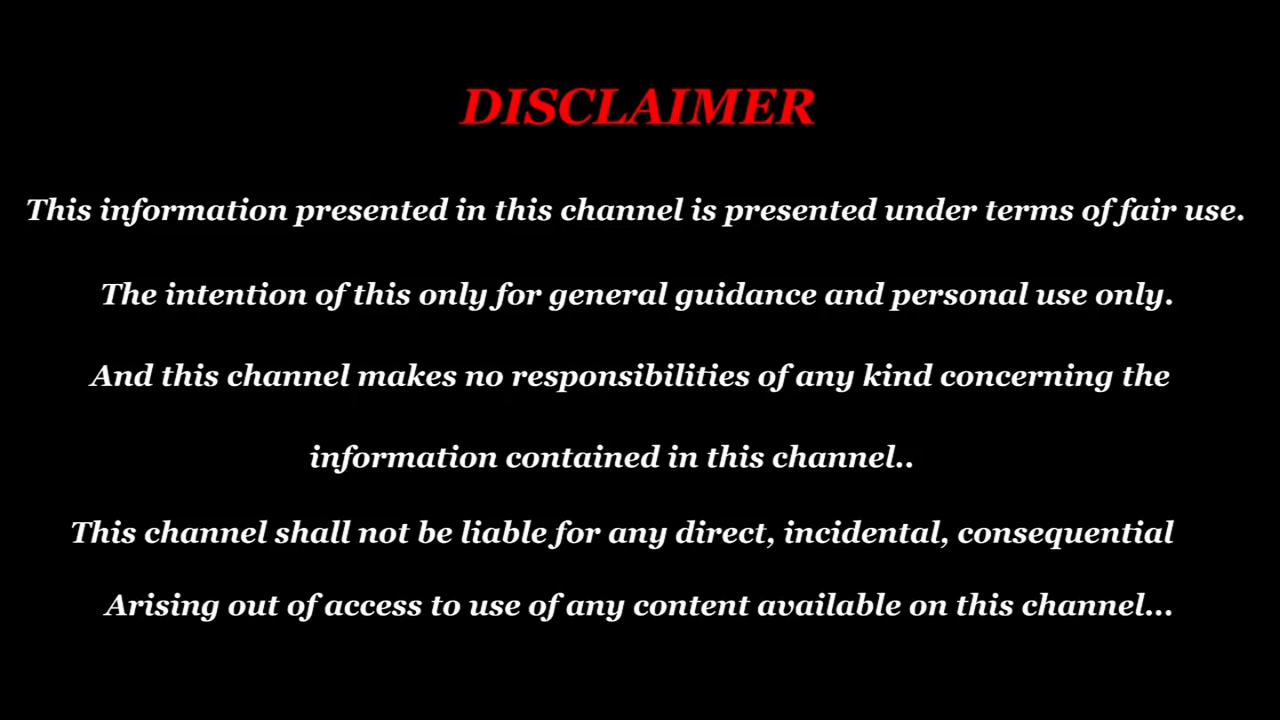 DISCLAIMER
This information presented in this channel is presented under terms of fair use.
The intention of this only for general guidance and personal use only.
And this channel makes no responsibilities of any kind concerning the
information contained in this channel..
This channel shall not be liable for any direct, incidental, consequential
Arising out of access to use of any content available on this channel...